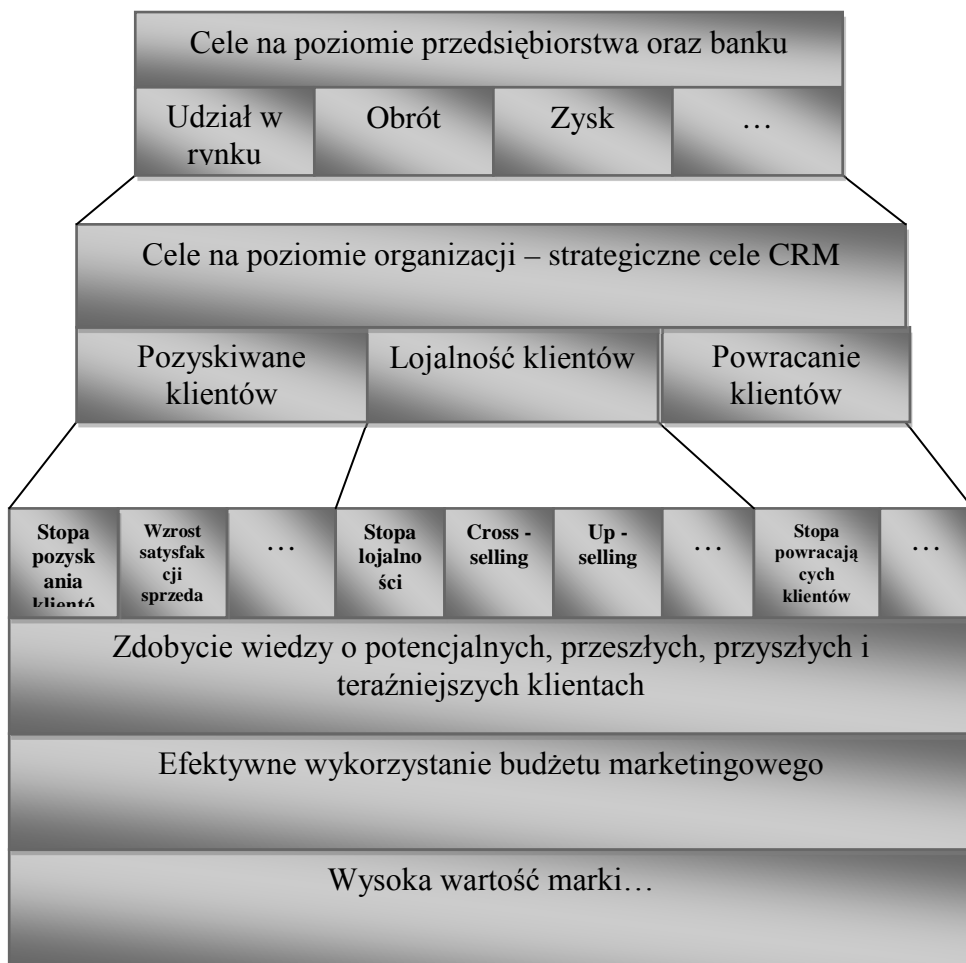 Cele na poziomie przedsiębiorstwa oraz banku
Udział w
rynku
Obrót
Zysk
…
Cele na poziomie organizacji – strategiczne cele CRM
Pozyskiwane
klientów
Lojalność klientów
Powracanie
klientów
Stopa
pozysk
ania
klientó
Wzrost
satysfak
cji
sprzeda
…
Stopa
lojalno
ści
Cross -
selling
Up -
selling
…
Stopa
powracają
cych
klientów
…
Zdobycie wiedzy o potencjalnych, przeszłych, przyszłych i
teraźniejszych klientach
Efektywne wykorzystanie budżetu marketingowego
Wysoka wartość marki…